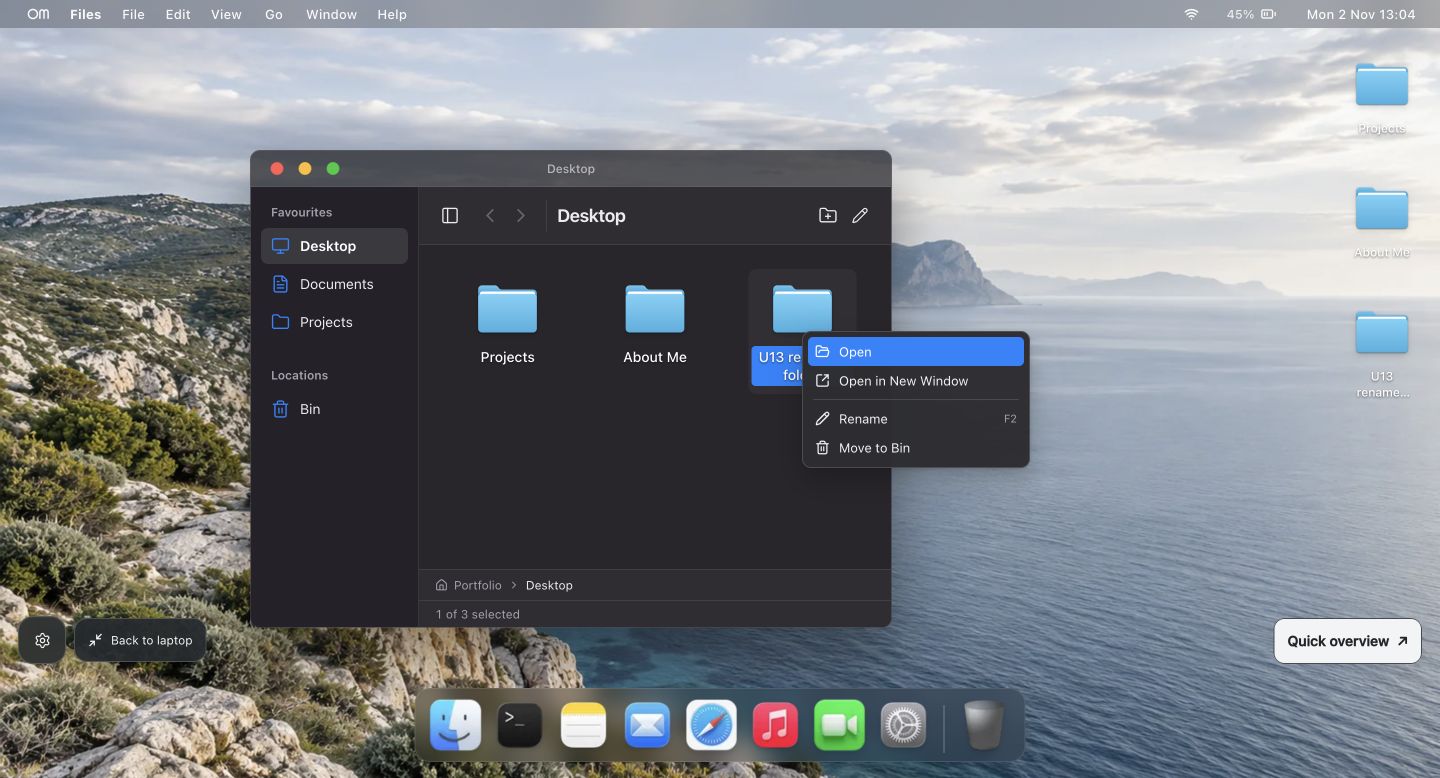 OM Files File Edit View Go Window Help 45% Mon 2 Nov 13:04
Projects
About Me
U13
rename...
Desktop
Favourites
Desktop
Documents
Projects
Locations
Bin
Desktop
Projects
About Me
U13
Open
Open in New Window
Rename F2
Move to Bin
Portfolio > Desktop
1 of 3 selected
Back to laptop
Quick overview